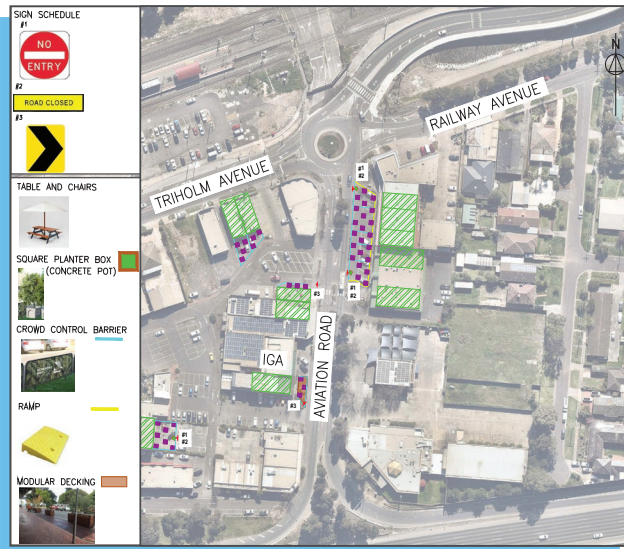 SIGN SCHEDULE
#1
NO
ENTRY
#2
ROAD CLOSED
#3
TABLE AND CHAIRS
SQUARE PLANTER BOX
(CONCRETE POT)
CROWD CONTROL BARRIER
RAMP
MODULAR DECKING
N
RAILWAY AVENUE
TRIHOLM AVENUE
#1
#2
#1
#2
#3
IGA
AVIATION ROAD
#3
#1
#2